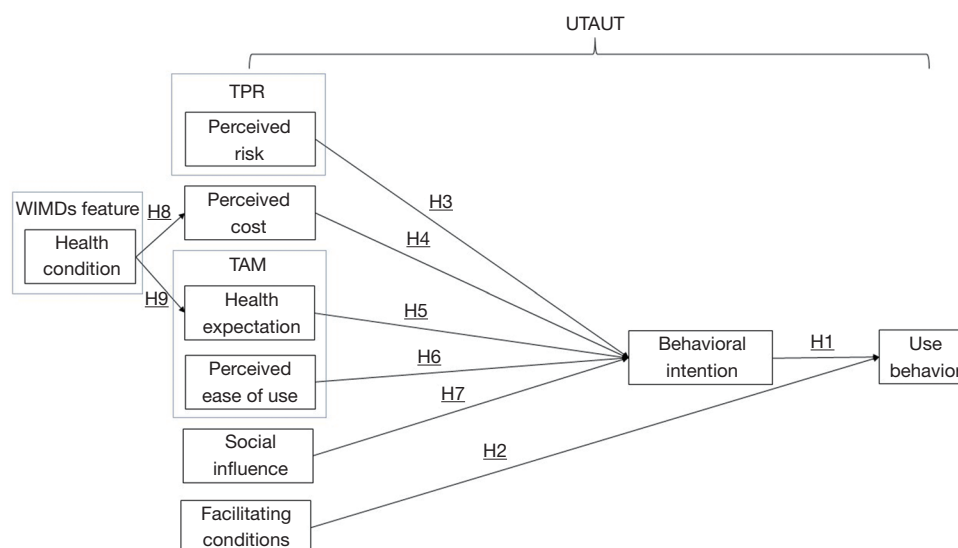 UTAUT
TPR
Perceived
risk
H3
WIMDs feature
Health
condition
H8
H9
Perceived
cost
H4
TAM
Health
expectation
H5
Perceived
ease of use
H6
Behavioral
intention
H1
Use
behavior
Social
influence
H7
Facilitating
conditions
H2